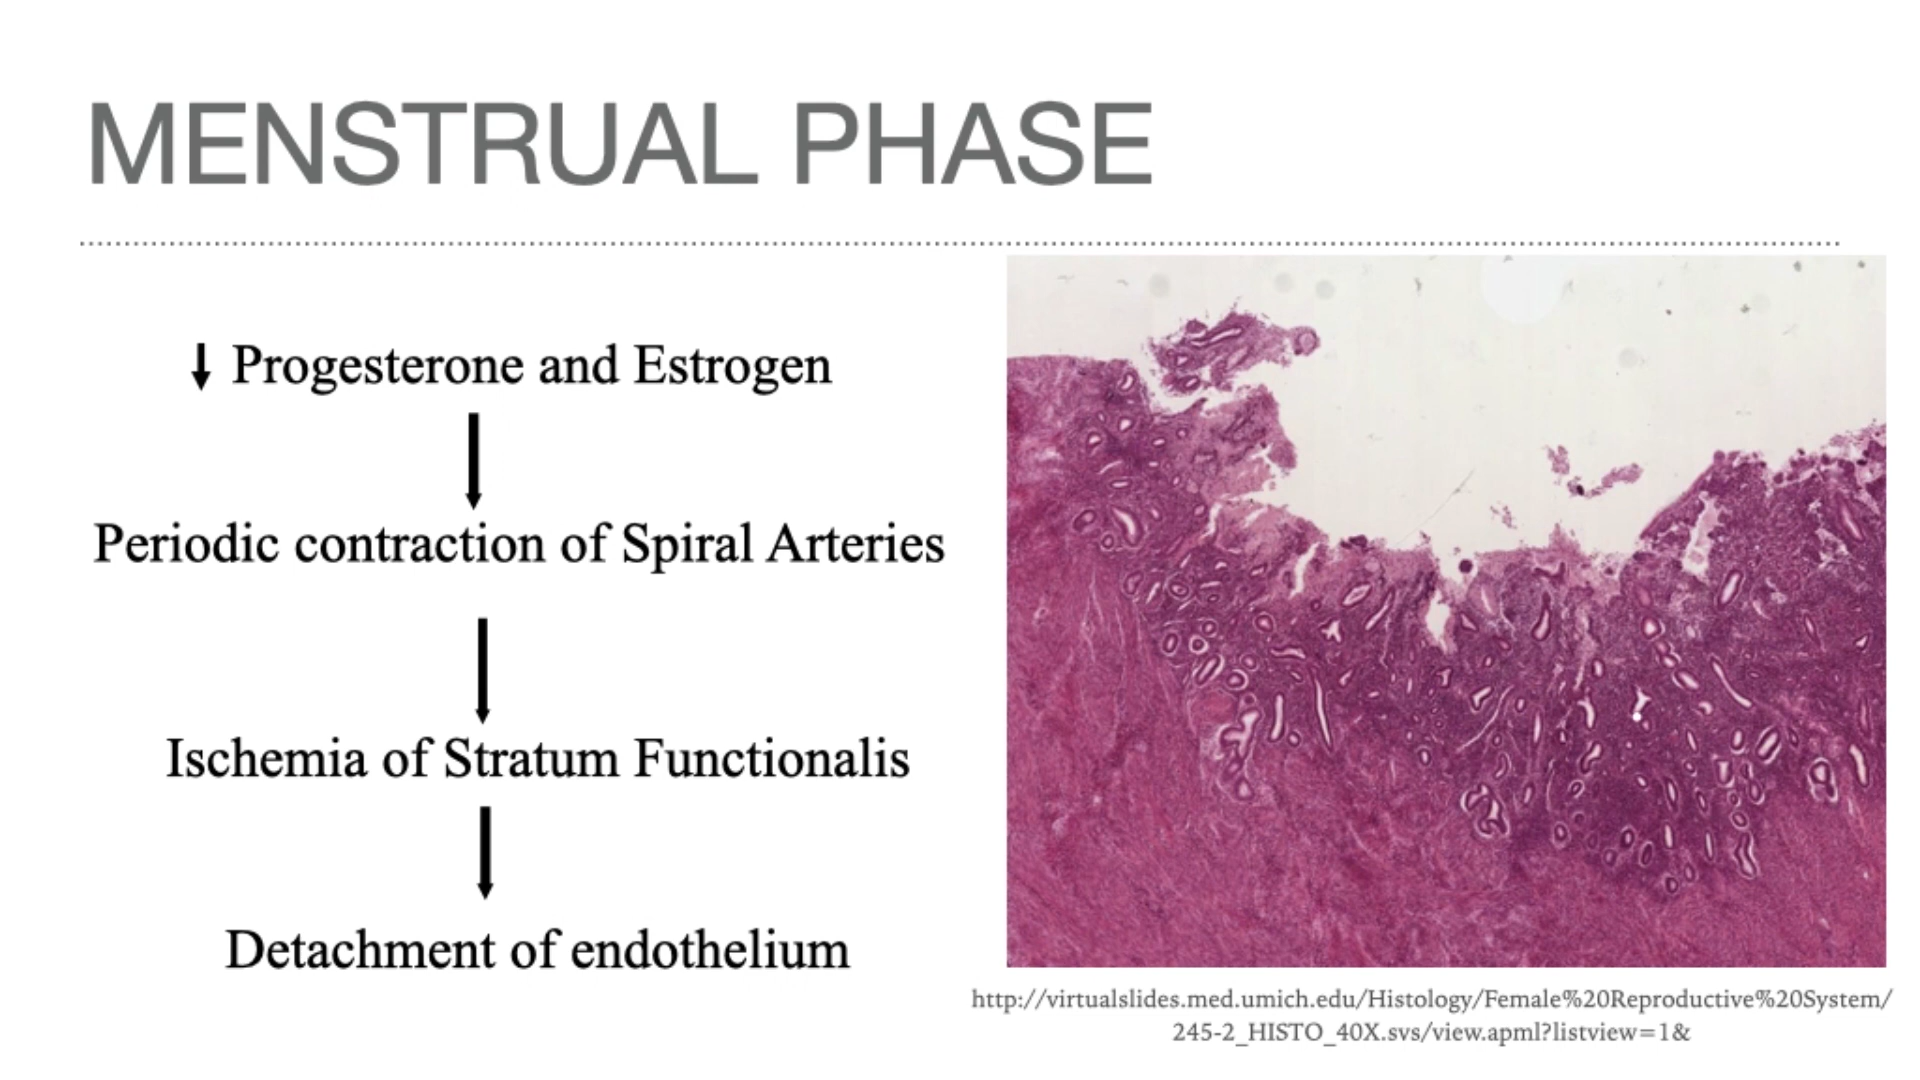 MENSTRUAL PHASE
↓ Progesterone and Estrogen
Periodic contraction of Spiral Arteries
Ischemia of Stratum Functionalis
Detachment of endothelium
http://virtualslides.med.umich.edu/Histology/Female%20Reproductive%20System/
245-2_HISTO_40X.svs/view.apml?listview=1&